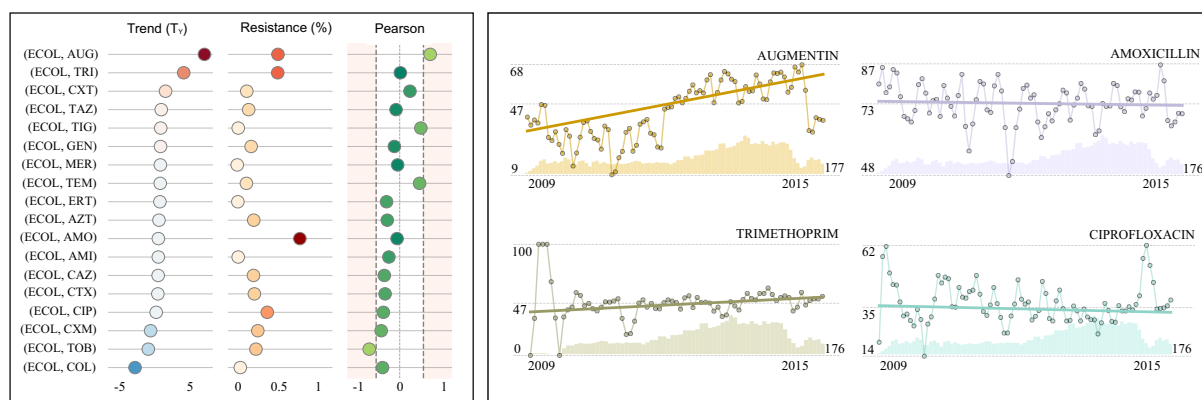 Trend (Tᵧ) Resistance (%) Pearson
(ECOL, AUG)
(ECOL, TRI)
(ECOL, CXT)
(ECOL, TAZ)
(ECOL, TIG)
(ECOL, GEN)
(ECOL, MER)
(ECOL, TEM)
(ECOL, ERT)
(ECOL, AZT)
(ECOL, AMO)
(ECOL, AMI)
(ECOL, CAZ)
(ECOL, CTX)
(ECOL, CIP)
(ECOL, CXM)
(ECOL, TOB)
(ECOL, COL)
-5 5 0 0.5 1 -1 0 1
AUGMENTIN
68
47
9
177
2009 2015
AMOXICILLIN
87
73
48
176
2009 2015
TRIMETHOPRIM
100
47
0
176
2009 2015
CIPROFLOXACIN
62
35
14
176
2009 2015